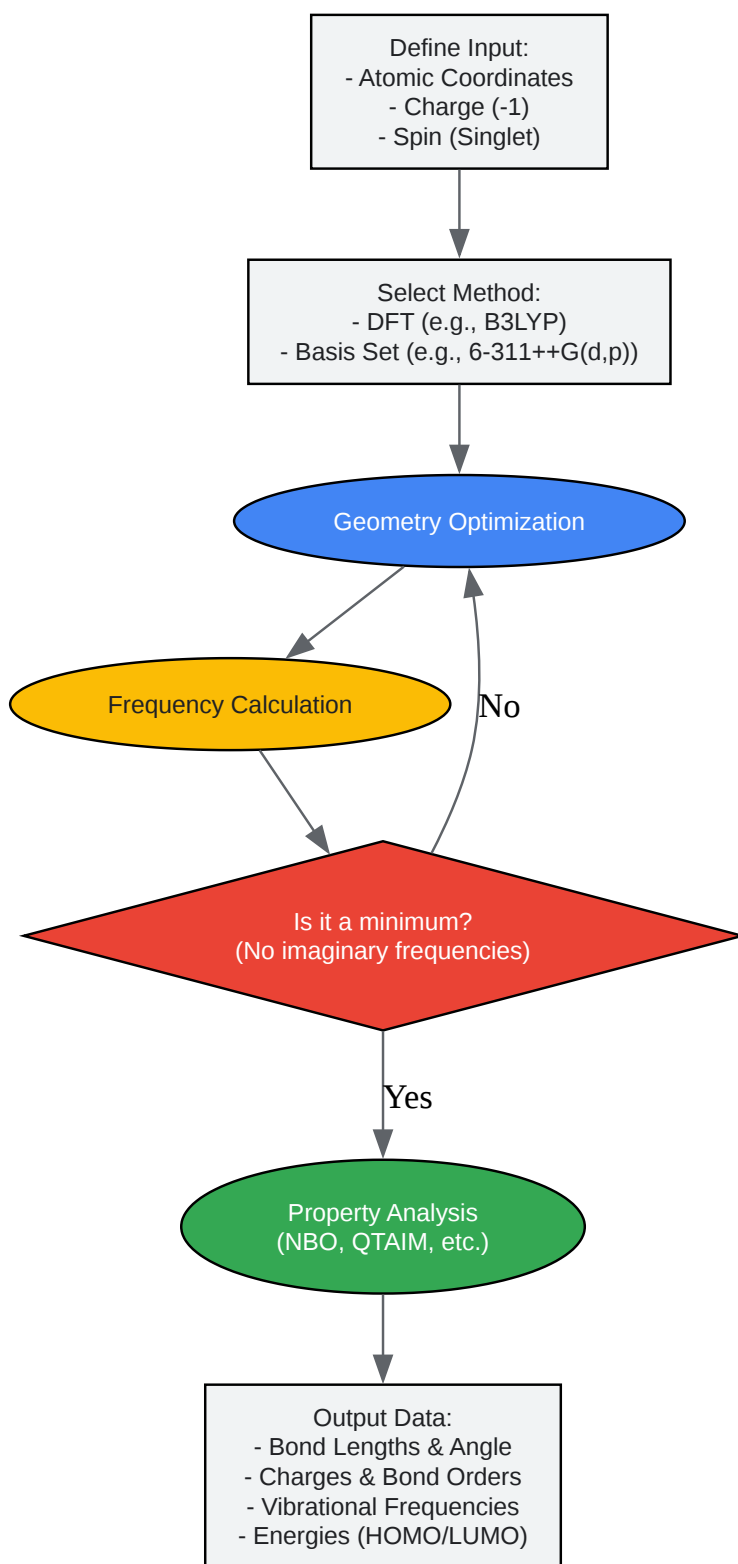 Define Input:
- Atomic Coordinates
- Charge (-1)
- Spin (Singlet)
Select Method:
- DFT (e.g., B3LYP)
- Basis Set (e.g., 6-311++G(d,p))
Geometry Optimization
Frequency Calculation
No
Is it a minimum?
(No imaginary frequencies)
Yes
Property Analysis
(NBO, QTAIM, etc.)
Output Data:
- Bond Lengths & Angle
- Charges & Bond Orders
- Vibrational Frequencies
- Energies (HOMO/LUMO)